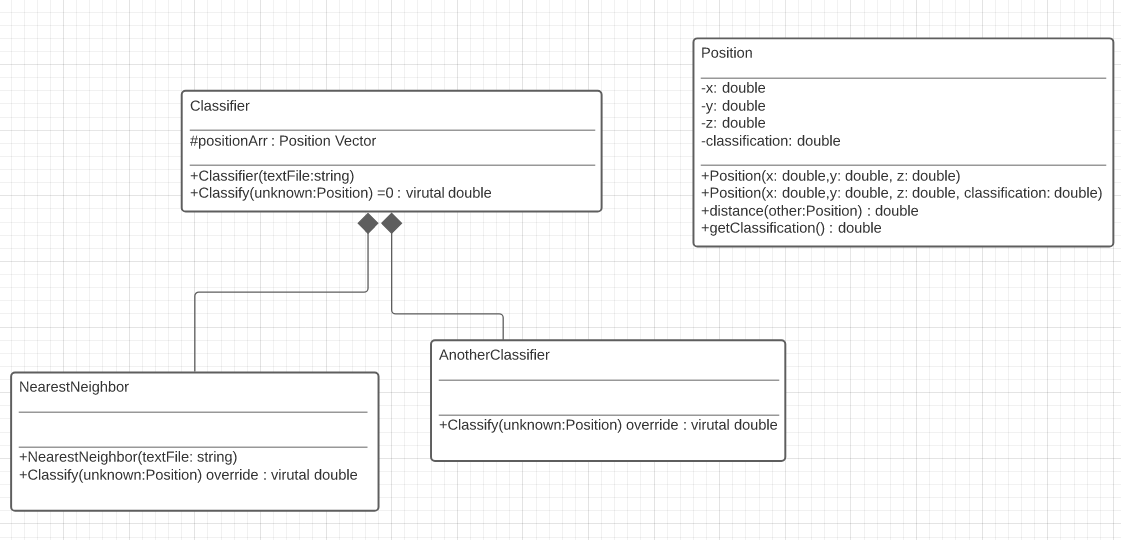 Classifier
#positionArr : Position Vector
+Classifier(textFile:string)
+Classify(unknown:Position) =0 : virutal double
Position
-x: double
-y: double
-z: double
-classification: double
+Position(x: double,y: double, z: double)
+Position(x: double,y: double, z: double, classification: double)
+distance(other:Position) : double
+getClassification() : double
NearestNeighbor
+NearestNeighbor(textFile: string)
+Classify(unknown:Position) override : virutal double
AnotherClassifier
+Classify(unknown:Position) override : virutal double